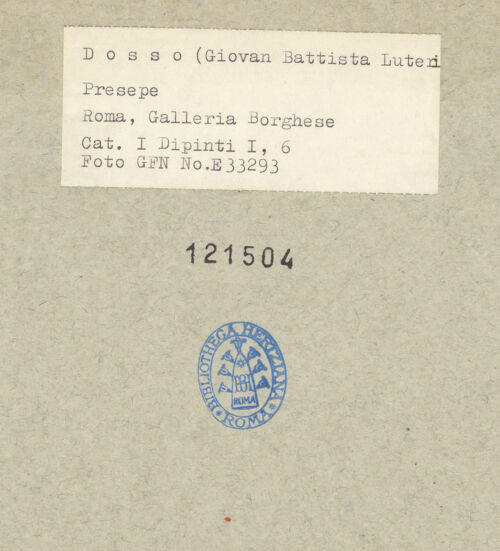 D o s s o (Giovan Battista Luteri
Presepe
Roma, Galleria Borghese
Cat. I Dipinti I, 6
Foto GFN No.E33293
121504
BIBLIOTHECA HERTZIANA
ROMA
ROMA